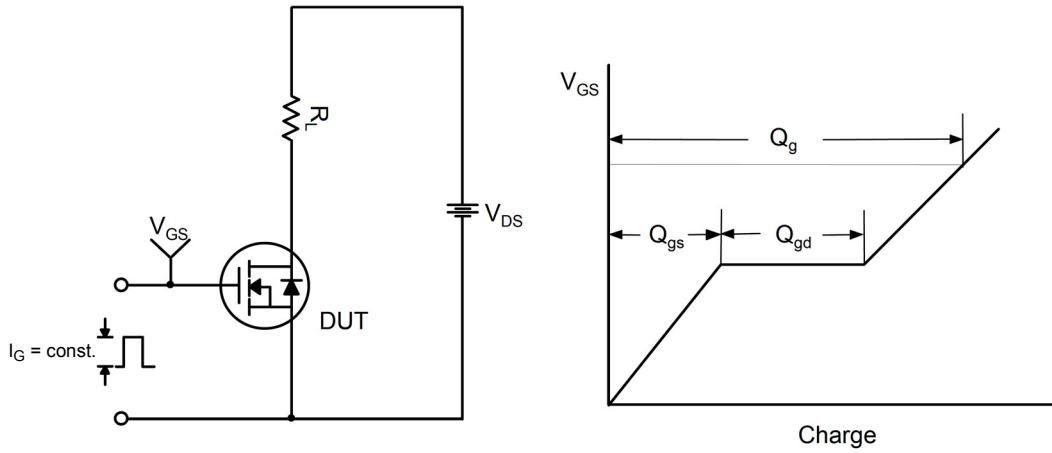 R_L
V_DS
V_GS
DUT
I_G = const.
V_GS
Q_g
Q_gs
Q_gd
Charge